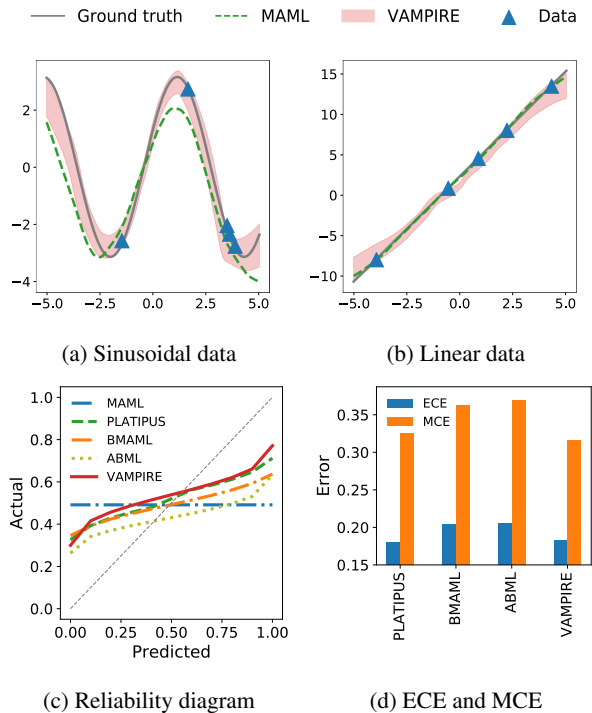 Ground truth MAML VAMPIRE Data
2
0
−2
−4
−5.0 −2.5 0.0 2.5 5.0
15
10
5
0
−5
−10
−5.0 −2.5 0.0 2.5 5.0
(a) Sinusoidal data
(b) Linear data
Actual
1.0
0.8
0.6
0.4
0.2
0.0
MAML
PLATIPUS
BMAML
ABML
VAMPIRE
0.00 0.25 0.50 0.75 1.00
Predicted
Error
0.35
0.30
0.25
0.20
0.15
ECE
MCE
PLATIPUS
BMAML
ABML
VAMPIRE
(c) Reliability diagram
(d) ECE and MCE